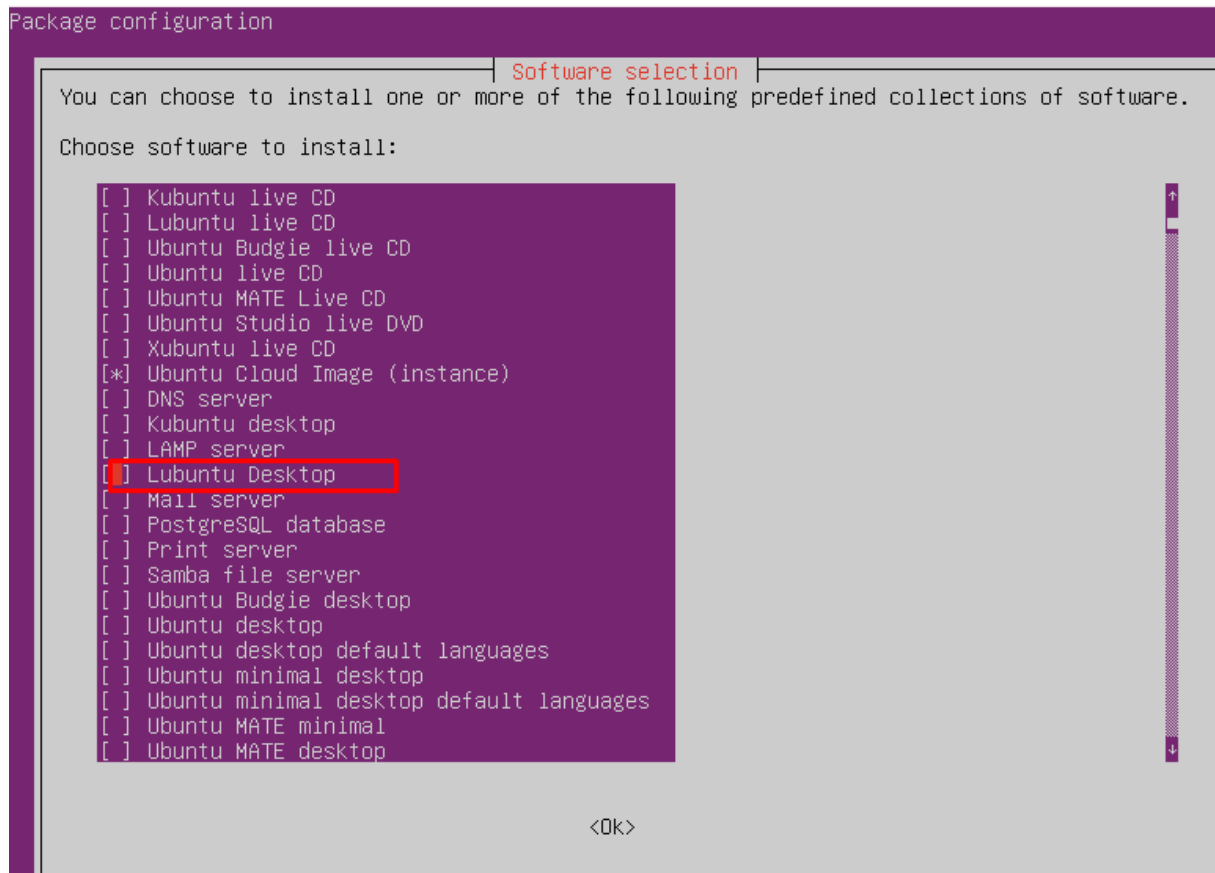 Package configuration
Software selection
You can choose to install one or more of the following predefined collections of software.
Choose software to install:
[ ] Kubuntu live CD
[ ] Lubuntu live CD
[ ] Ubuntu Budgie live CD
[ ] Ubuntu live CD
[ ] Ubuntu MATE Live CD
[ ] Ubuntu Studio live DVD
[ ] Xubuntu live CD
[*] Ubuntu Cloud Image (instance)
[ ] DNS server
[ ] Kubuntu desktop
[ ] LAMP server
[ ] Lubuntu Desktop
[ ] Mail server
[ ] PostgreSQL database
[ ] Print server
[ ] Samba file server
[ ] Ubuntu Budgie desktop
[ ] Ubuntu desktop
[ ] Ubuntu desktop default languages
[ ] Ubuntu minimal desktop
[ ] Ubuntu minimal desktop default languages
[ ] Ubuntu MATE minimal
[ ] Ubuntu MATE desktop
<Ok>